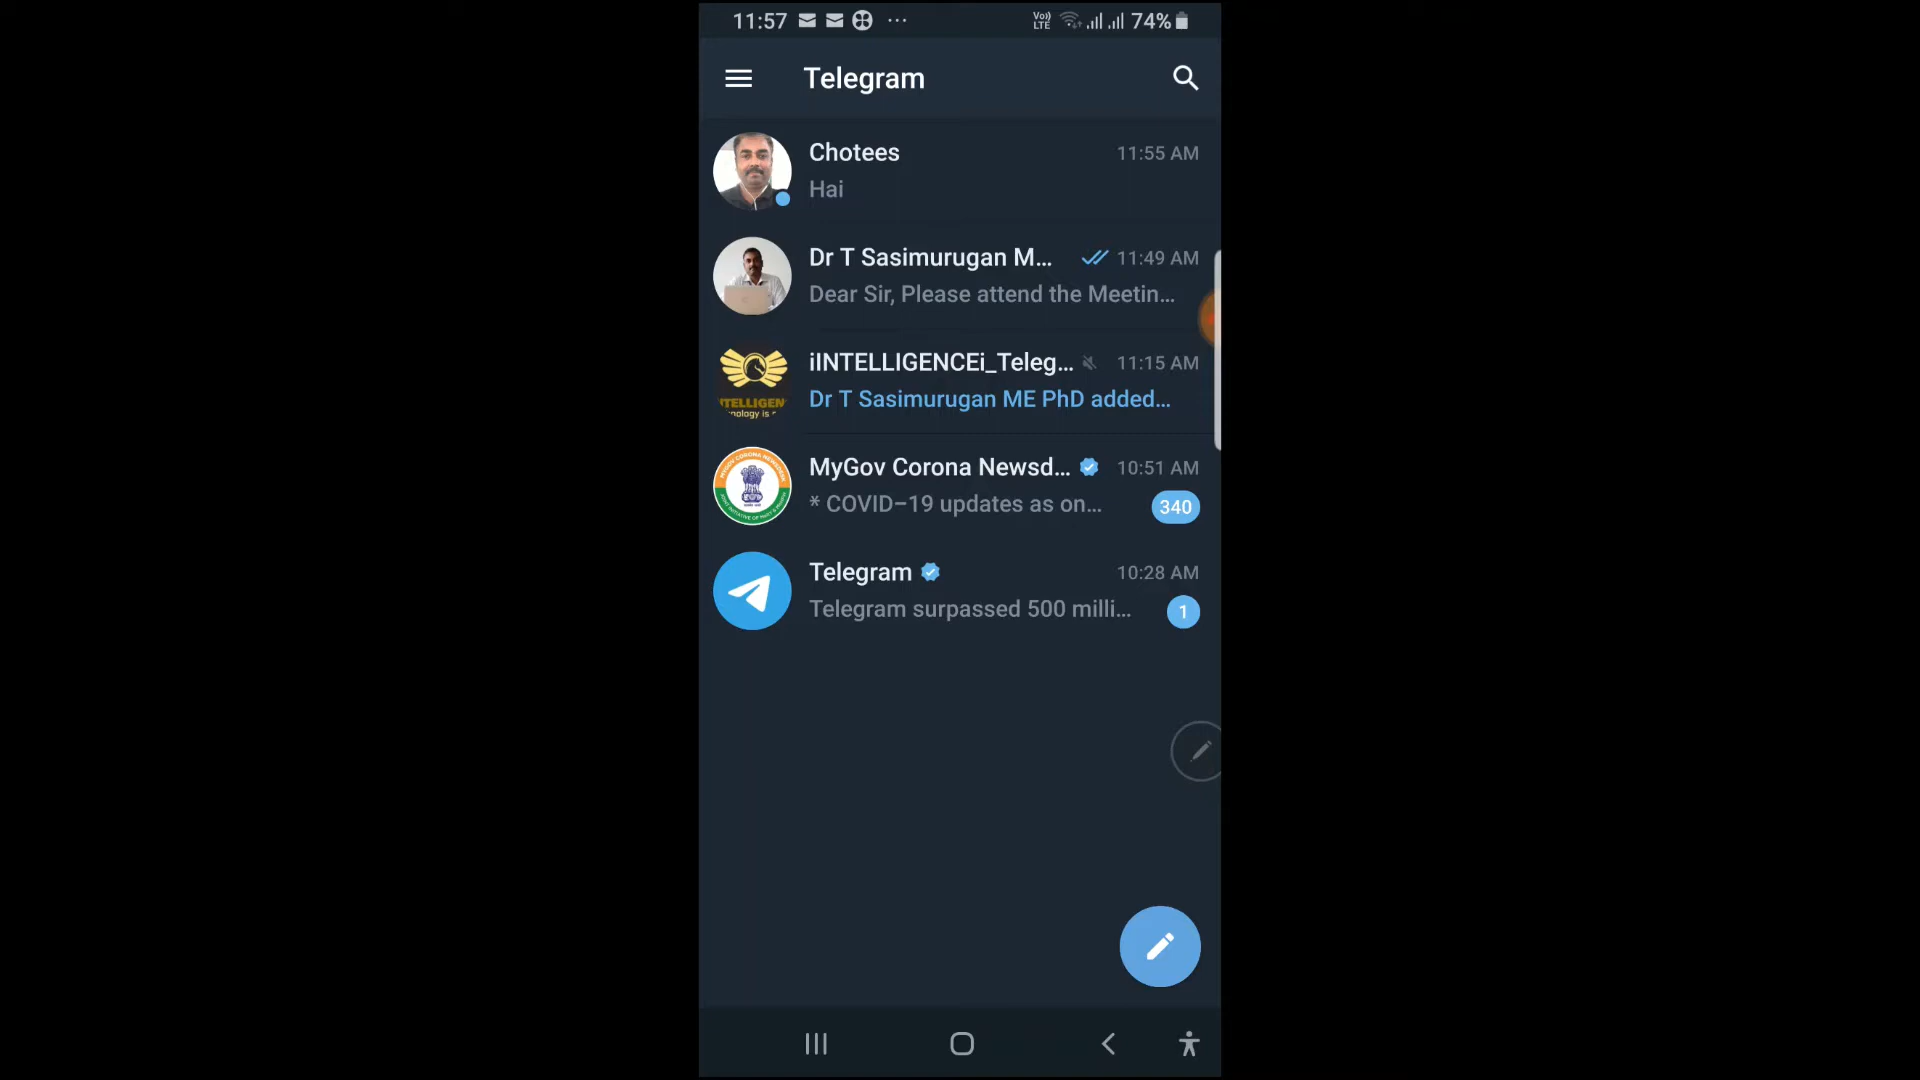 11:57 ... Vo)) LTE 74%
Telegram
Chotees 11:55 AM
Hai
Dr T Sasimurugan M... 11:49 AM
Dear Sir, Please attend the Meetin...
iINTELLIGENCEi_Teleg... 11:15 AM
Dr T Sasimurugan ME PhD added...
MyGov Corona Newsd... 10:51 AM
* COVID–19 updates as on... 340
Telegram 10:28 AM
Telegram surpassed 500 milli... 1